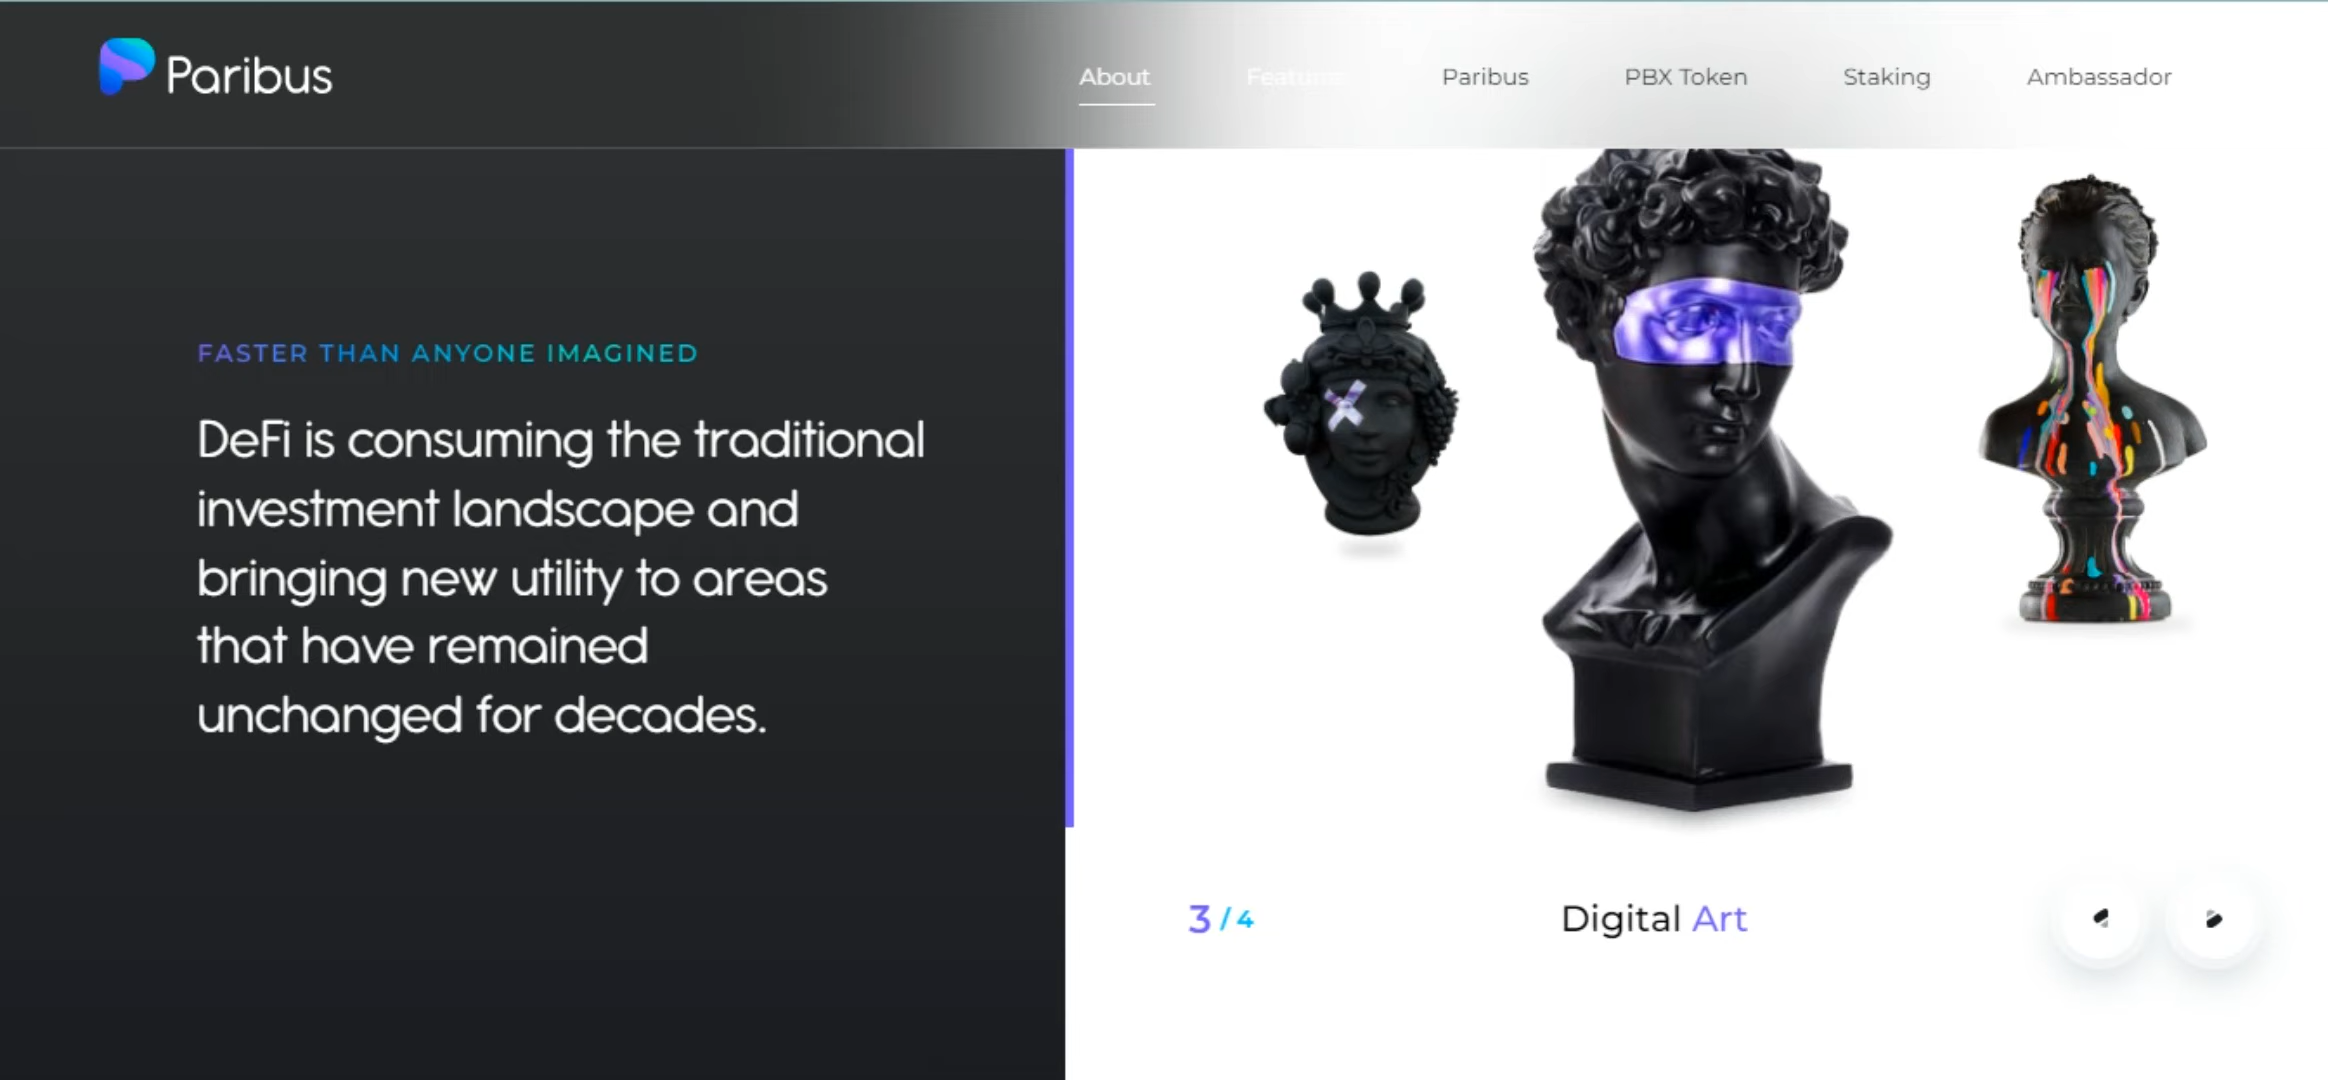 Paribus
About
Features
Paribus
PBX Token
Staking
Ambassador
FASTER THAN ANYONE IMAGINED
DeFi is consuming the traditional
investment landscape and
bringing new utility to areas
that have remained
unchanged for decades.
3 / 4
Digital Art